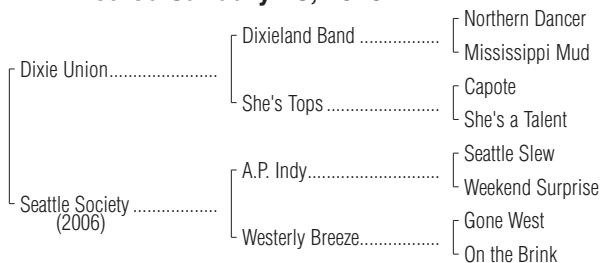 Northern Dancer
Dixieland Band
Mississippi Mud
Dixie Union
Capote
She's Tops
She's a Talent
Seattle Slew
A.P. Indy
Weekend Surprise
Seattle Society
(2006)
Gone West
Westerly Breeze
On the Brink